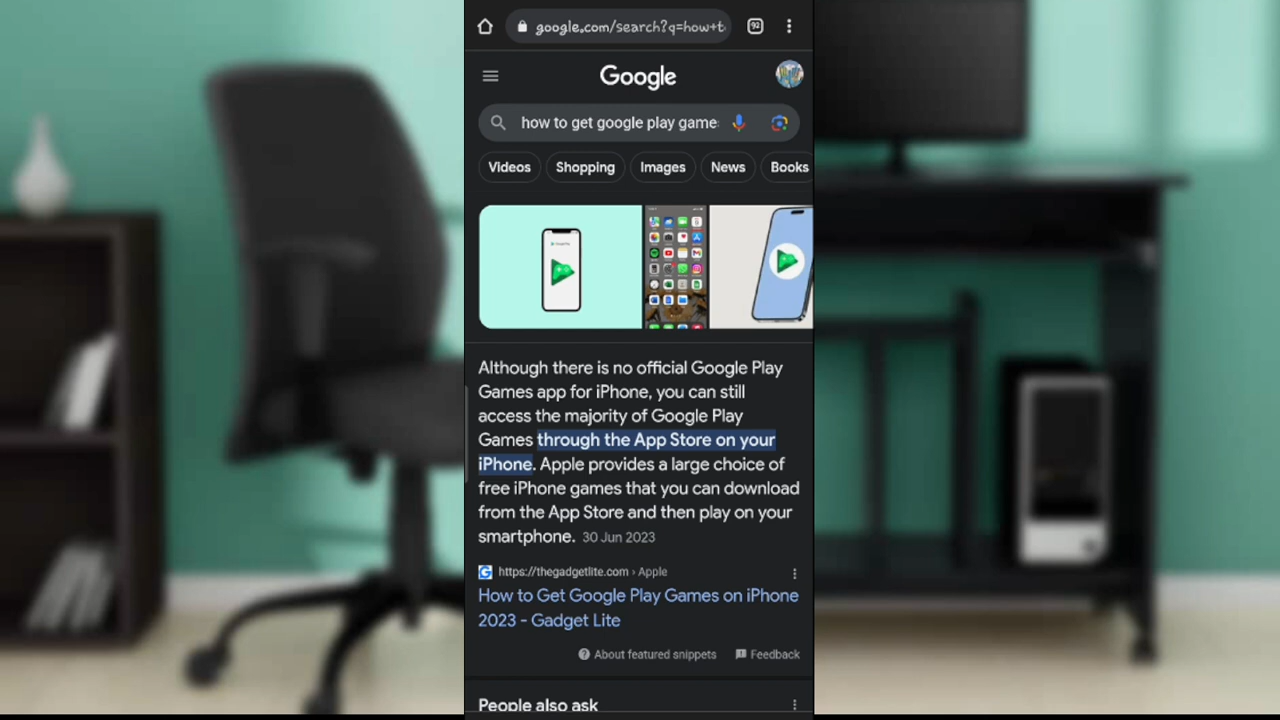 google.com/search?q=how+t
92
Google
how to get google play game
Videos
Shopping
Images
News
Books
Although there is no official Google Play
Games app for iPhone, you can still
access the majority of Google Play
Games through the App Store on your
iPhone. Apple provides a large choice of
free iPhone games that you can download
from the App Store and then play on your
smartphone. 30 Jun 2023
https://thegadgetlite.com › Apple
How to Get Google Play Games on iPhone
2023 - Gadget Lite
About featured snippets
Feedback
People also ask